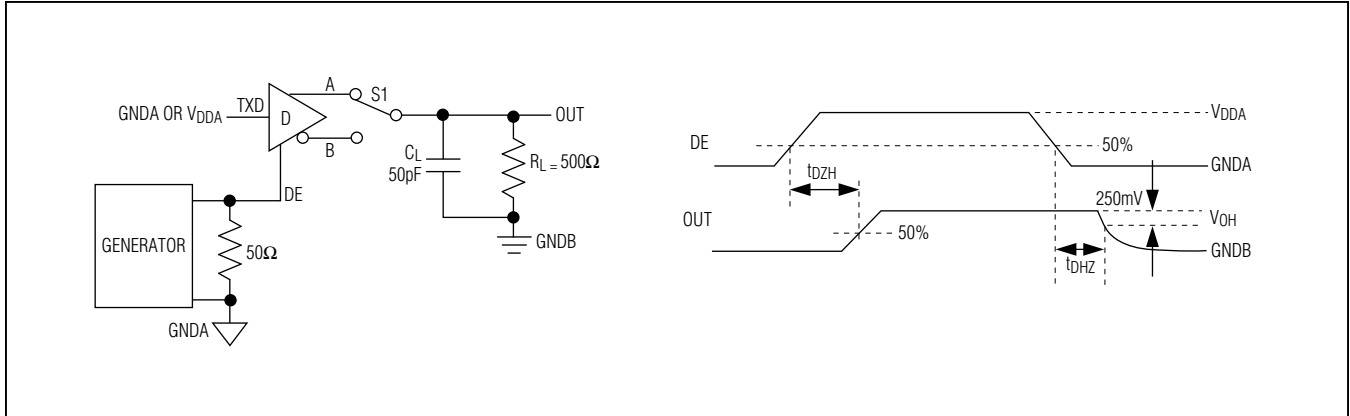 A
S1
GNDA OR VDDA
TXD
D
OUT
B
CL
50pF
RL = 500Ω
DE
GENERATOR
50Ω
GNDB
GNDA
VDDA
DE
50%
GNDA
tDZH
250mV
OUT
VOH
50%
GNDB
tDHZ